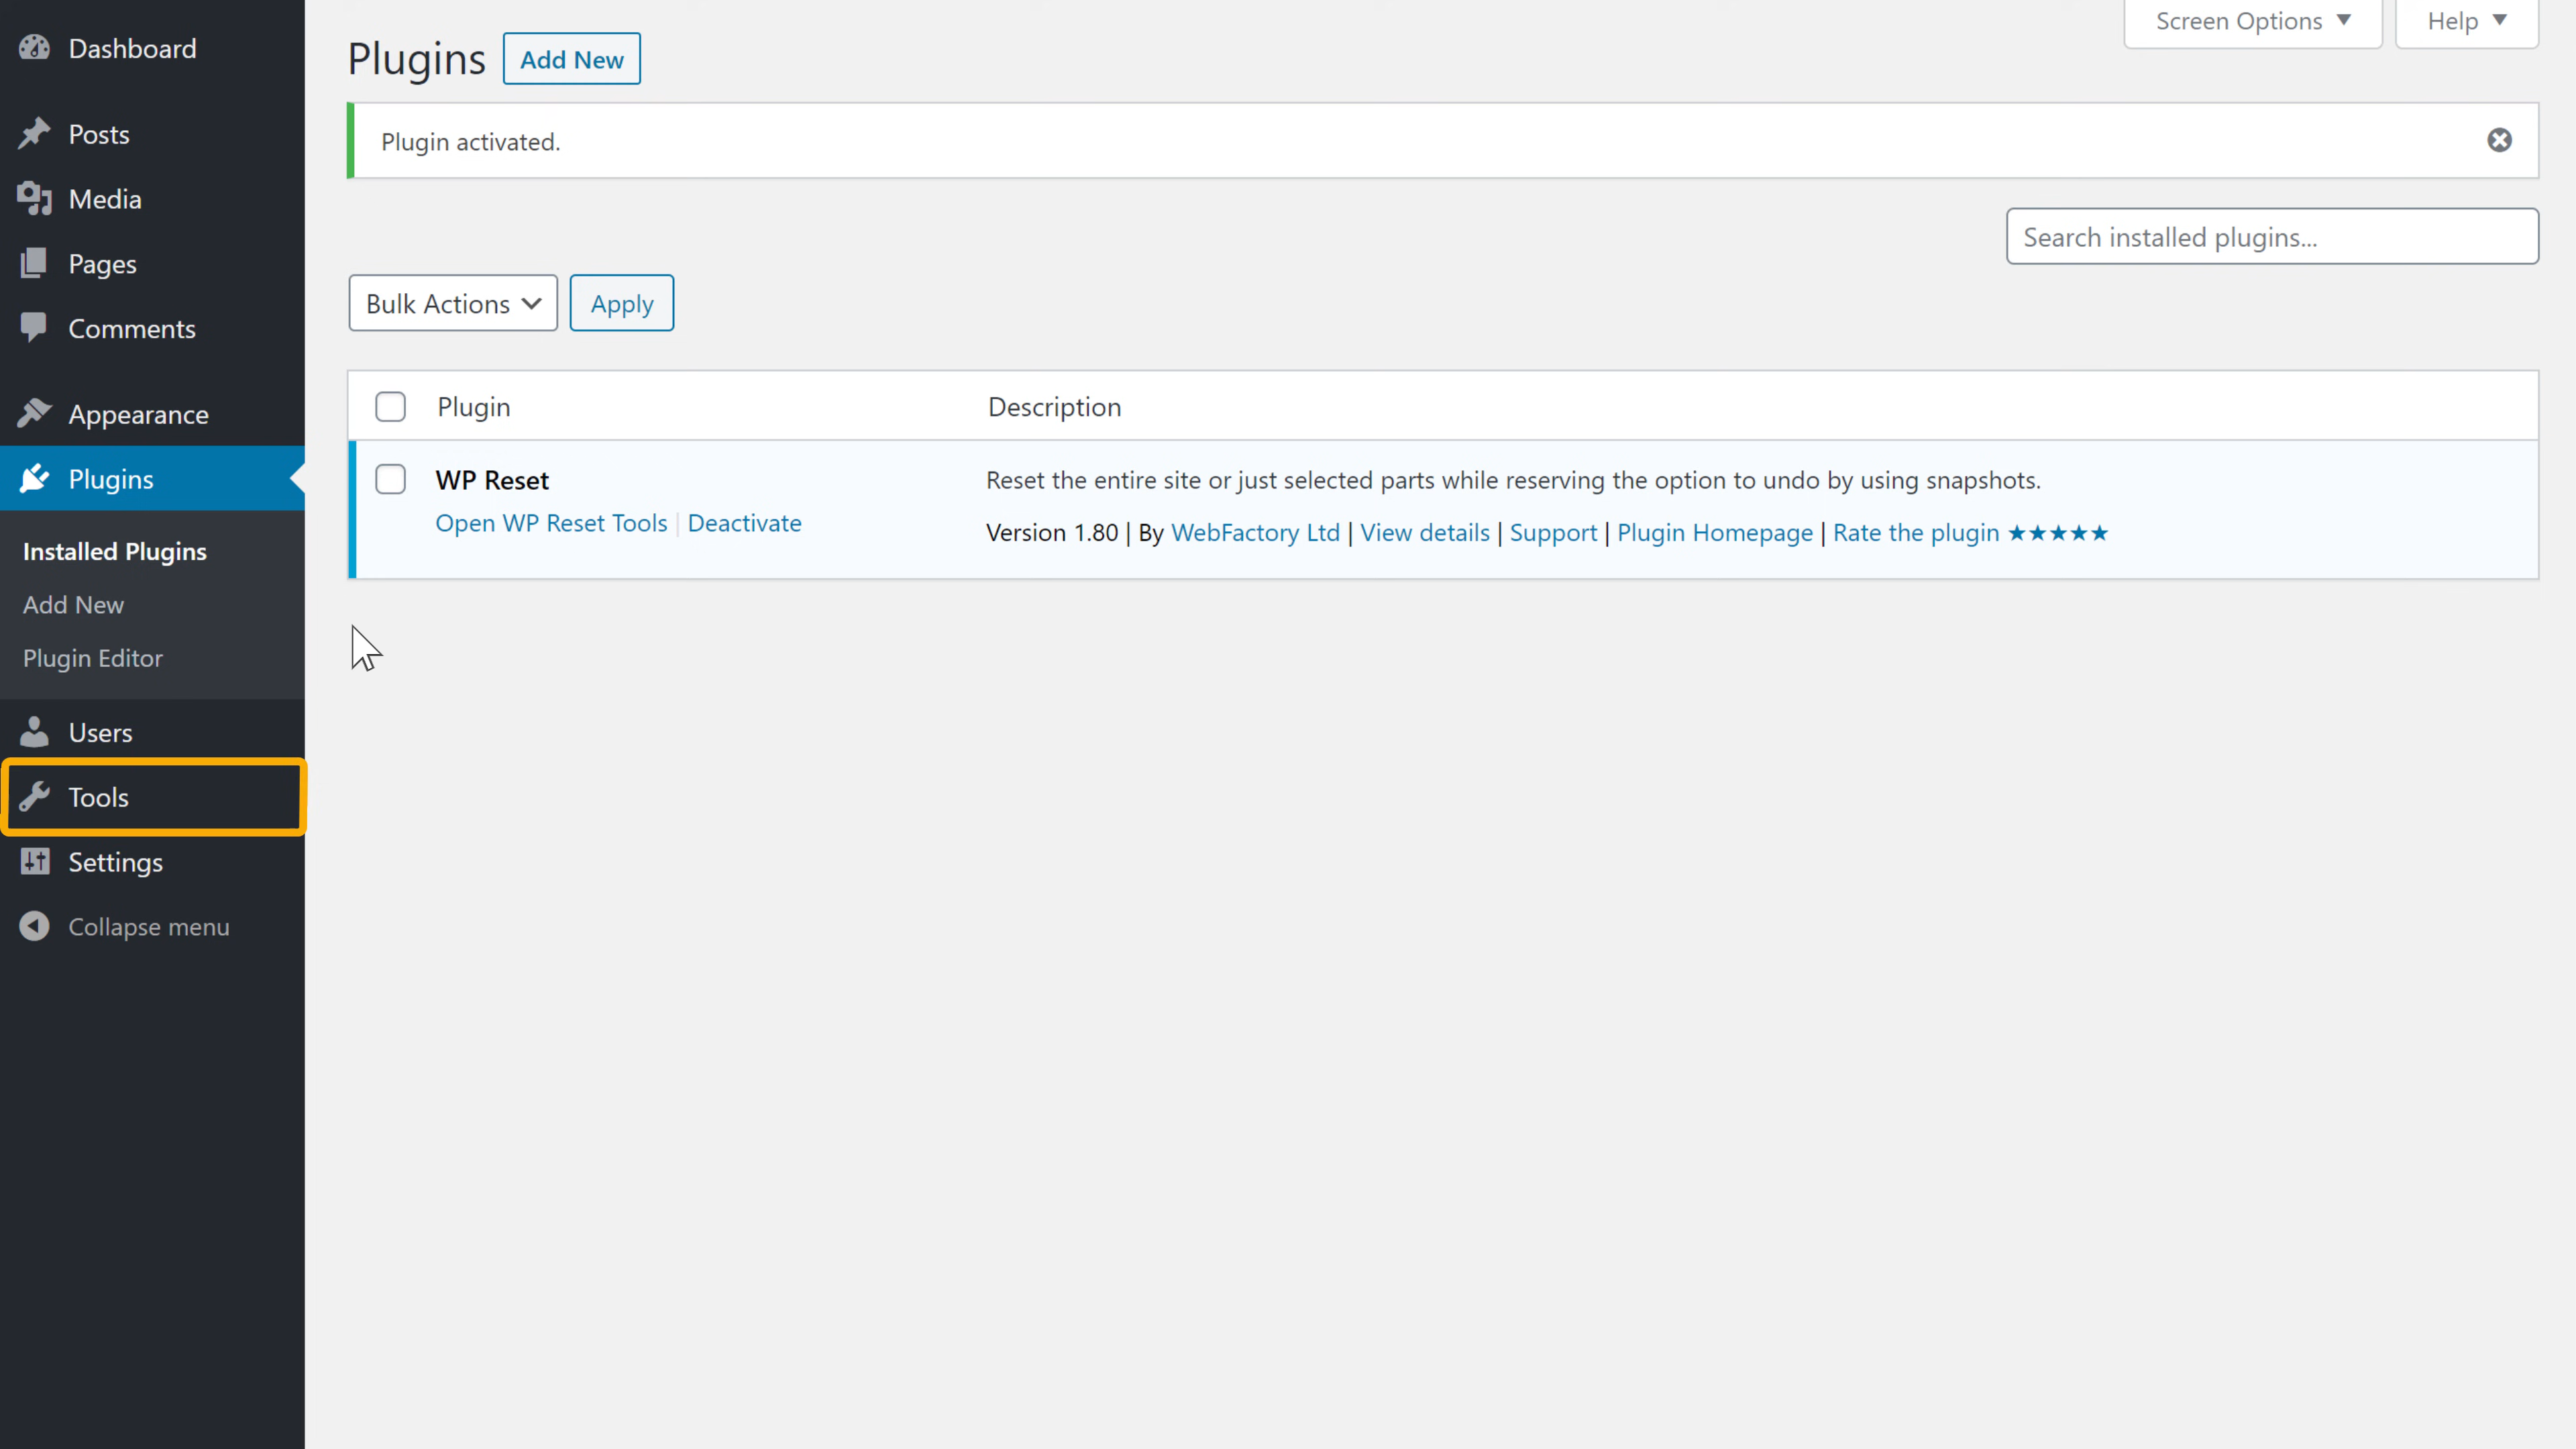 Dashboard
Posts
Media
Pages
Comments
Appearance
Plugins
Installed Plugins
Add New
Plugin Editor
Users
Tools
Settings
Collapse menu
Screen Options
Help
Plugins
Add New
Plugin activated.
Search installed plugins...
Bulk Actions
Apply
Plugin
Description
WP Reset
Open WP Reset Tools | Deactivate
Reset the entire site or just selected parts while reserving the option to undo by using snapshots.
Version 1.80 | By WebFactory Ltd | View details | Support | Plugin Homepage | Rate the plugin ★★★★★